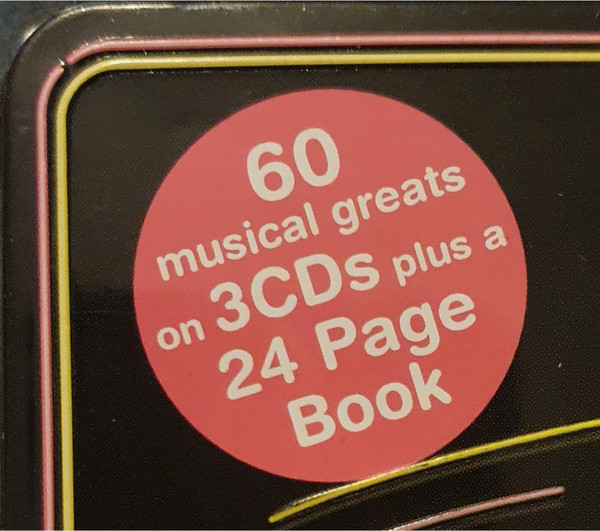 60
musical greats
on 3CDs plus a
24 Page
Book